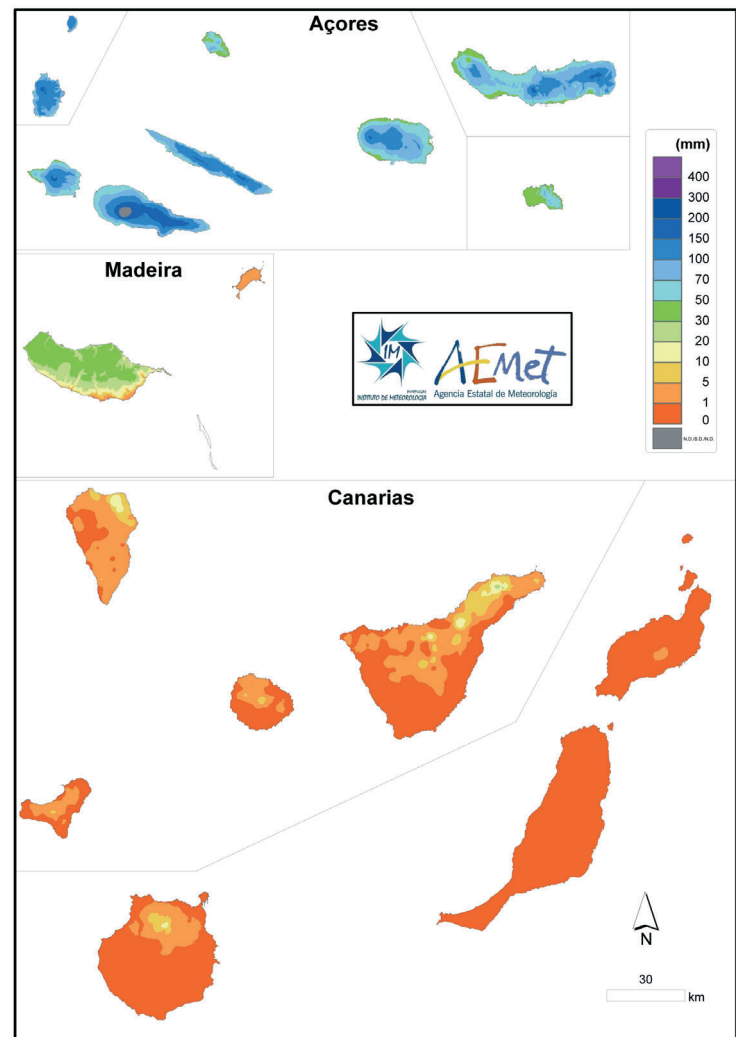 Açores
(mm)
400
300
200
150
100
70
50
30
20
10
5
1
0
N.D./S.D./N.D.
Madeira
IM
INSTITUTO DE METEOROLOGIA
AEMet
Agencia Estatal de Meteorología
Canarias
N
30
km